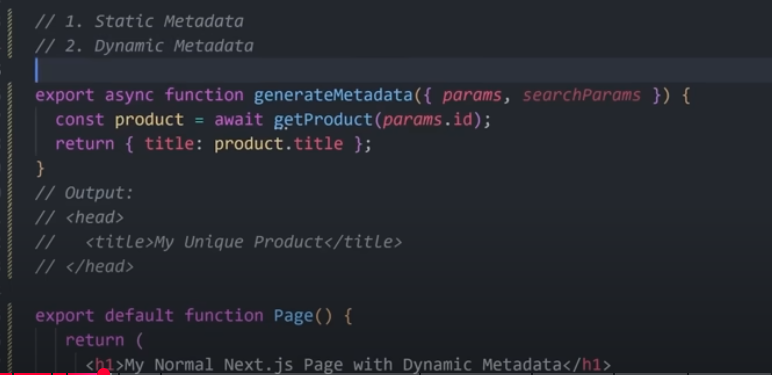 // 1. Static Metadata
// 2. Dynamic Metadata
export async function generateMetadata({ params, searchParams }) {
const product = await getProduct(params.id);
return { title: product.title };
}
// Output:
// <head>
//   <title>My Unique Product</title>
// </head>
export default function Page() {
return (
<h1>My Normal Next.js Page with Dynamic Metadata</h1>